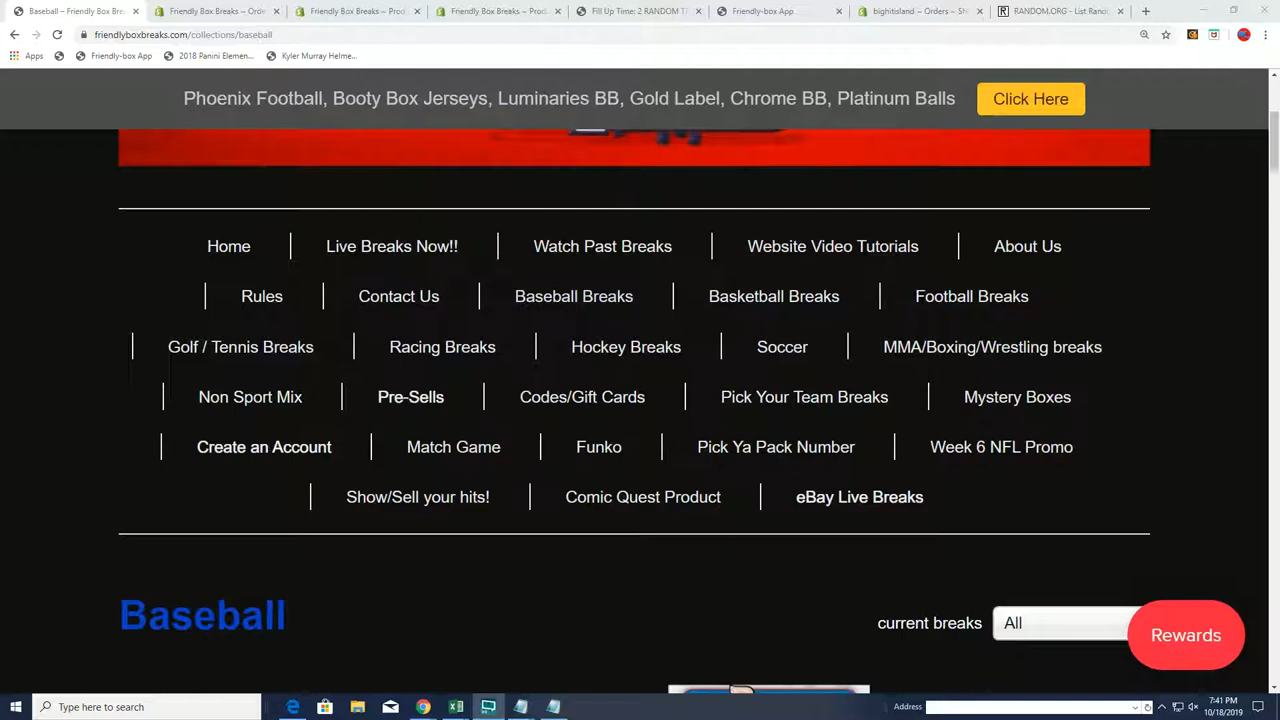 Baseball – Friendly Box Bre...
Friendly Box Breaks ~ Orde...
Friendly Box Breaks ~ Prod...
Friendly Box Breaks ~ Prod...
Fill Up Time: 2 RANDOM T
Friendly-box App
bighitisland ~ Orders ~ Sh
RANDOM.ORG - List Rando
friendlyboxbreaks.com/collections/baseball
Apps
Friendly-box App
2018 Panini Elemen...
Kyler Murray Helme...
Phoenix Football, Booty Box Jerseys, Luminaries BB, Gold Label, Chrome BB, Platinum Balls
Click Here
Home
Live Breaks Now!!
Watch Past Breaks
Website Video Tutorials
About Us
Rules
Contact Us
Baseball Breaks
Basketball Breaks
Football Breaks
Golf / Tennis Breaks
Racing Breaks
Hockey Breaks
Soccer
MMA/Boxing/Wrestling breaks
Non Sport Mix
Pre-Sells
Codes/Gift Cards
Pick Your Team Breaks
Mystery Boxes
Create an Account
Match Game
Funko
Pick Ya Pack Number
Week 6 NFL Promo
Show/Sell your hits!
Comic Quest Product
eBay Live Breaks
Baseball
current breaks
All
Rewards
Type here to search
Address
7:41 PM
10/18/2019